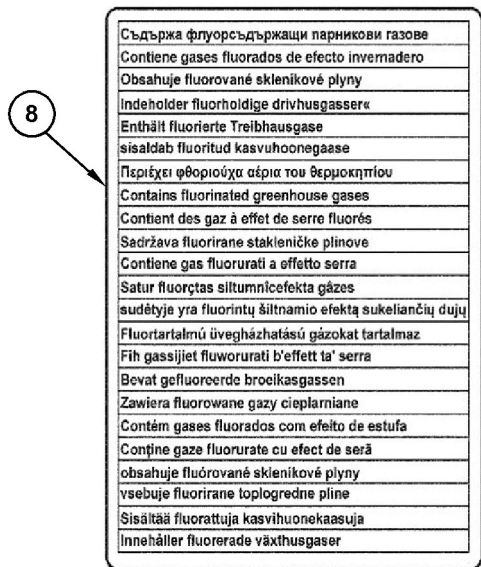 8
Съдържа флуорсъдържащи парникови газове
Contiene gases fluorados de efecto invernadero
Obsahuje fluorované skleníkové plyny
Indeholder fluorholdige drivhusgasser«
Enthält fluorierte Treibhausgase
sisaldab fluoritud kasvuhoonegaase
Περιέχει φθοριούχα αέρια του θερμοκηπίου
Contains fluorinated greenhouse gases
Contient des gaz à effet de serre fluorés
Sadržava fluorirane stakleničke plinove
Contiene gas fluorurati a effetto serra
Satur fluorçtas siltumnîcefekta gâzes
sudėtyje yra fluorintų šiltnamio efektą sukeliančių dujų
Fluortartalmú üvegházhatású gázokat tartalmaz
Fih gassijiet fluworurati b'effett ta' serra
Bevat gefluoreerde broeikasgassen
Zawiera fluorowane gazy cieplarniane
Contém gases fluorados com efeito de estufa
Conţine gaze fluorurate cu efect de seră
obsahuje fluórované skleníkové plyny
vsebuje fluorirane toplogredne pline
Sisältää fluorattuja kasvihuonekaasuja
Innehåller fluorerade växthusgaser